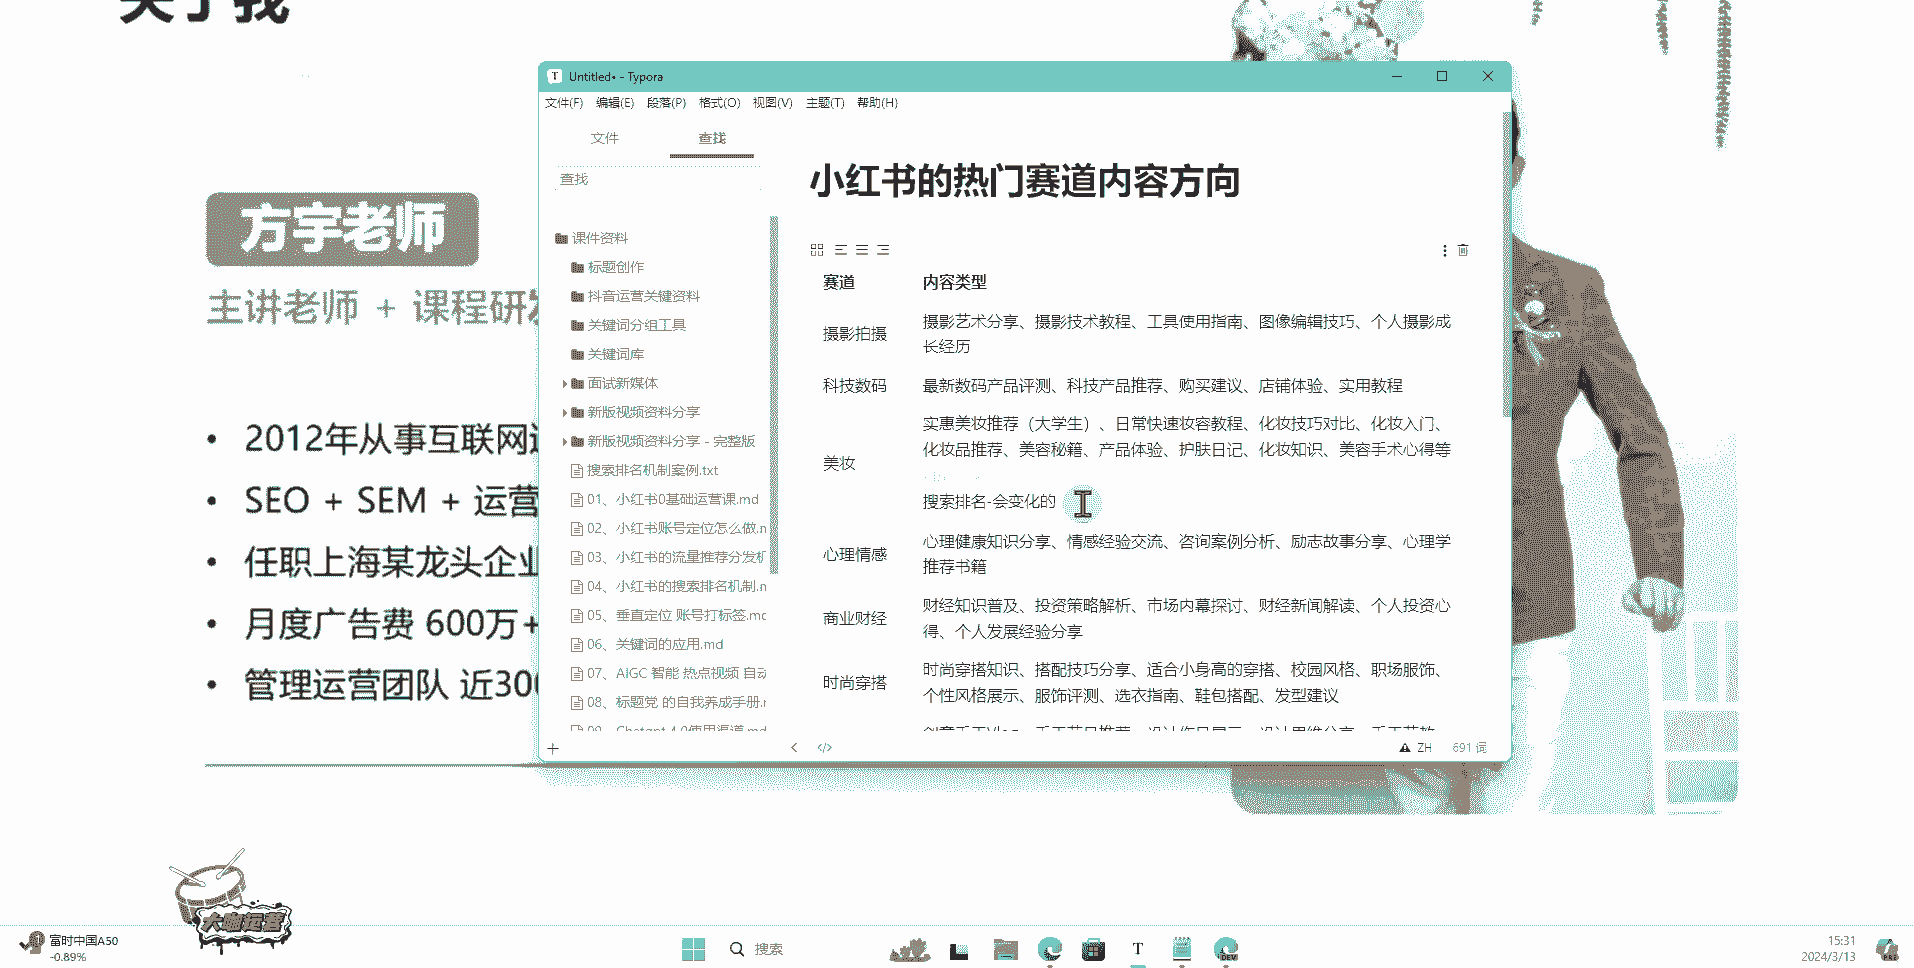 关于我
方宇老师
主讲老师 + 课程研发
2012年从事互联网
SEO + SEM + 运营
任职上海某龙头企业
月度广告费 600万+
管理运营团队 近300
Untitled• - Typora
文件(F) 编辑(E) 段落(P) 格式(O) 视图(V) 主题(T) 帮助(H)
文件 查找
查找
课件资料
标题创作
抖音运营关键资料
关键词分组工具
关键词库
面试新媒体
新版视频资料分享
新版视频资料分享 - 完整版
搜索排名机制案例.txt
01、小红书0基础运营课.md
02、小红书账号定位怎么做.m
03、小红书的流量推荐分发机
04、小红书的搜索排名机制.m
05、垂直定位 账号打标签.md
06、关键词的应用.md
07、AiGC 智能 热点视频 自动
08、标题党 的自我养成手册.m
09、Chatgpt 4.0使用渠道.md
小红书的热门赛道内容方向
赛道 内容类型
摄影拍摄 摄影艺术分享、摄影技术教程、工具使用指南、图像编辑技巧、个人摄影成
长经历
科技数码 最新数码产品评测、科技产品推荐、购买建议、店铺体验、实用教程
美妆 实惠美妆推荐（大学生）、日常快速妆容教程、化妆技巧对比、化妆入门、
化妆品推荐、美容秘籍、产品体验、护肤日记、化妆知识、美容手术心得等
搜索排名-会变化的
心理情感 心理健康知识分享、情感经验交流、咨询案例分析、励志故事分享、心理学
推荐书籍
商业财经 财经知识普及、投资策略解析、市场内幕探讨、财经新闻解读、个人投资心
得、个人发展经验分享
时尚穿搭 时尚穿搭知识、搭配技巧分享、适合小身高的穿搭、校园风格、职场服饰、
个性风格展示、服饰评测、选衣指南、鞋包搭配、发型建议
ZH 691 词
大咖运营
富时中国A50
-0.89%
搜索
DEV
15:31
2024/3/13
PRE